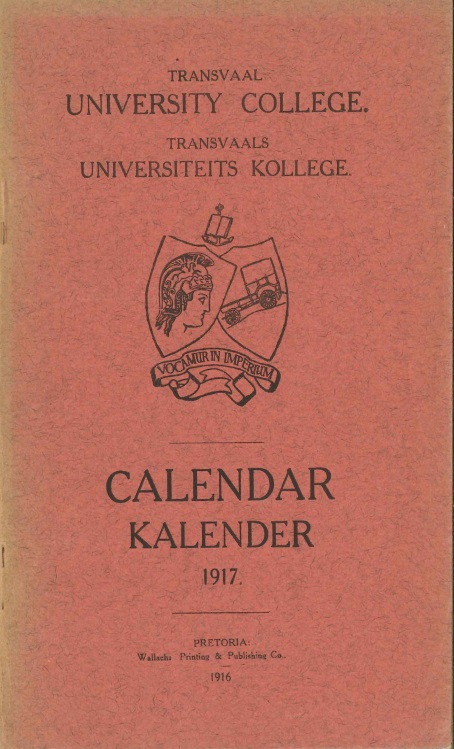 TRANSVAAL
UNIVERSITY COLLEGE.
TRANSVAALS
UNIVERSITEITS KOLLEGE.
VOCAMUR IN IMPERIUM
CALENDAR
KALENDER
1917.
PRETORIA:
Wallachs Printing & Publishing Co..
1916